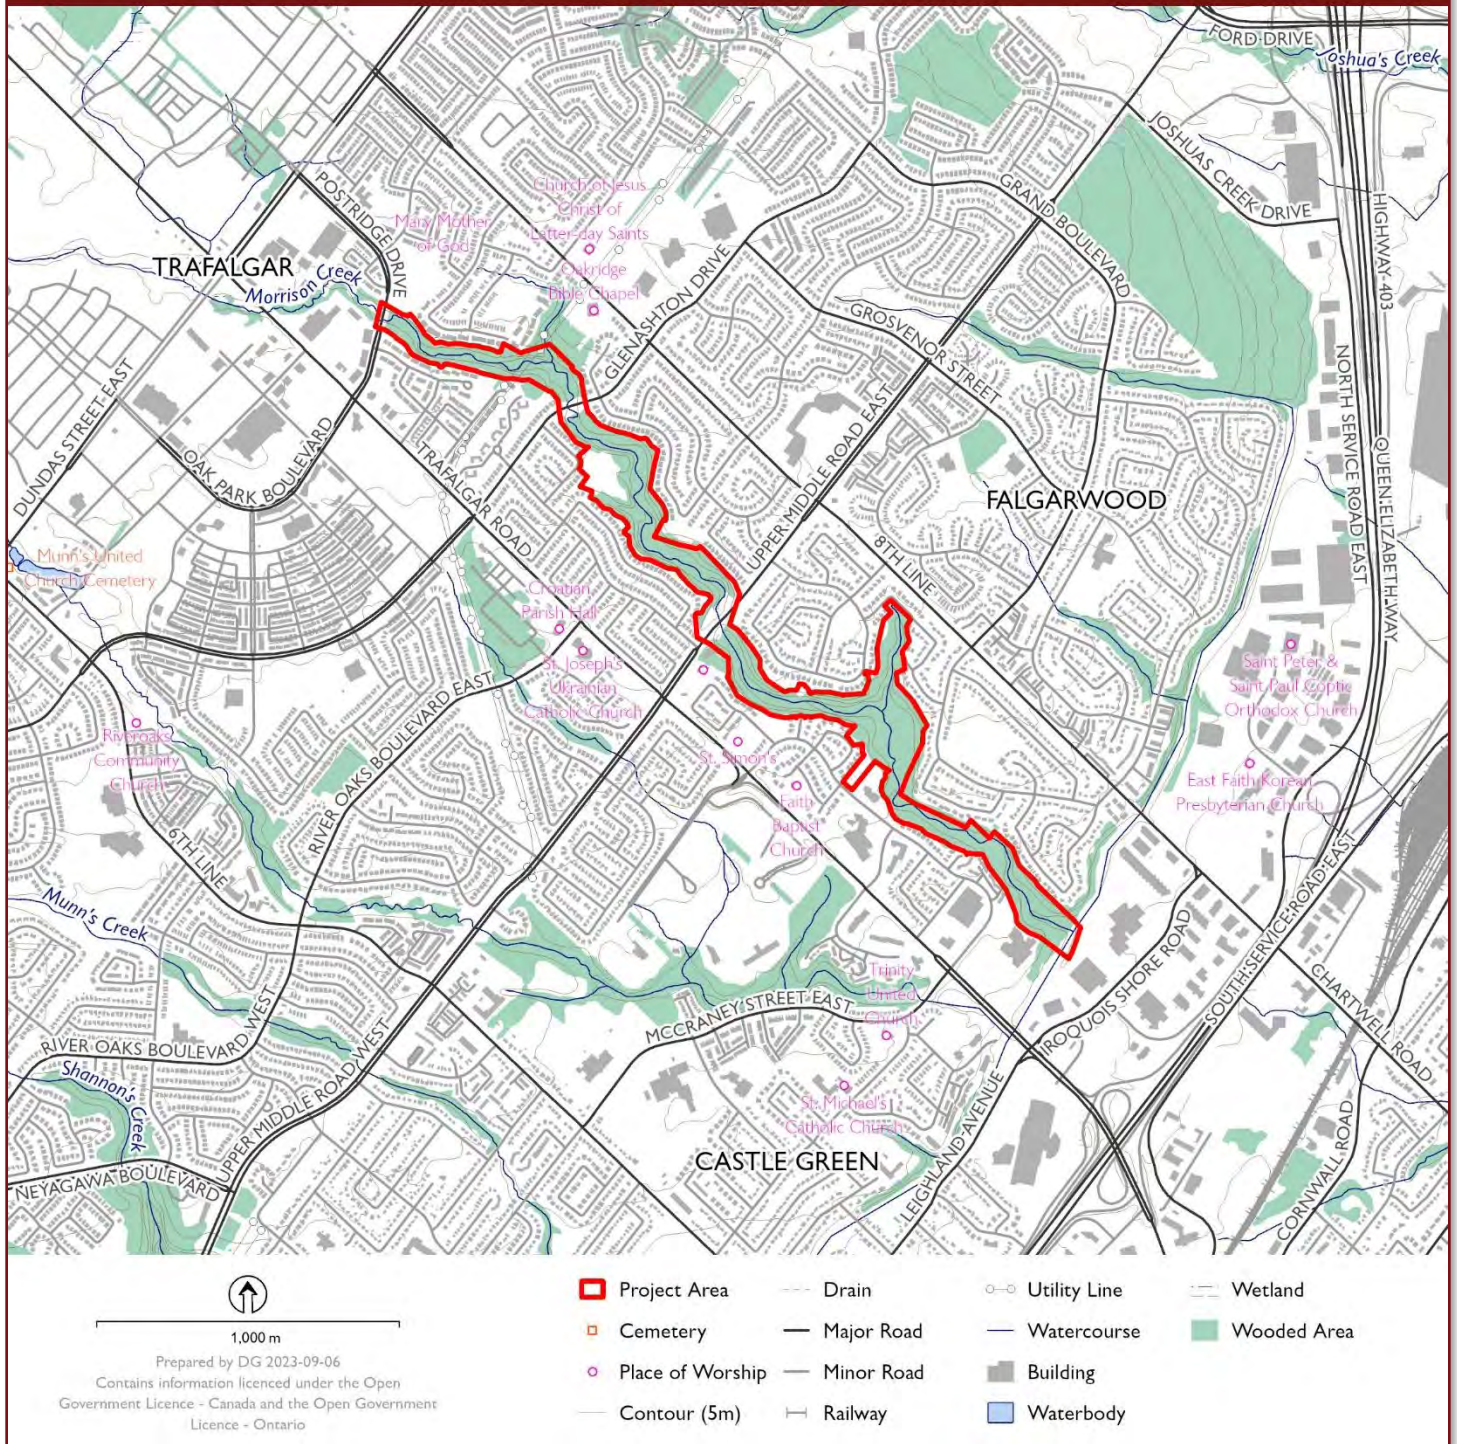 FORD DRIVE
Joshua's Creek
JOSHUAS CREEK DRIVE
GRAND BOULEVARD
HIGHWAY 403
POSTRIDGE DRIVE
Church of Jesus
Christ of
Latter-day Saints
Mary Mother
of God
Oakridge
Bible Chapel
TRAFALGAR
Morrison Creek
GLENASHTON DRIVE
GROSVENOR STREET
NORTH SERVICE ROAD EAST
QUEEN ELIZABETH WAY
DUNDAS STREET EAST
OAK PARK BOULEVARD
TRAFALGAR ROAD
UPPER MIDDLE ROAD EAST
FALGARWOOD
8TH LINE
Munn's United
Church Cemetery
Croatian
Parish Hall
St. Joseph's
Ukrainian
Catholic Church
Saint Peter &
Saint Paul Coptic
Orthodox Church
Riveroaks
Community
Church
RIVER OAKS BOULEVARD EAST
St. Simon's
East Faith Korean
Presbyterian Church
Faith
Baptist
Church
6TH LINE
Munn's Creek
SOUTH SERVICE ROAD EAST
IROQUOIS SHORE ROAD
CHARTWELL ROAD
Trinity
United
Church
MCCRANEY STREET EAST
RIVER OAKS BOULEVARD WEST
UPPER MIDDLE ROAD WEST
Shannon's Creek
St. Michael's
Catholic Church
CASTLE GREEN
LEIGHLAND AVENUE
CORNWALL ROAD
NEYAGAWA BOULEVARD
1,000 m
Prepared by DG 2023-09-06
Contains information licenced under the Open
Government Licence - Canada and the Open Government
Licence - Ontario
Project Area
Cemetery
Place of Worship
Contour (5m)
Drain
Major Road
Minor Road
Railway
Utility Line
Watercourse
Building
Waterbody
Wetland
Wooded Area